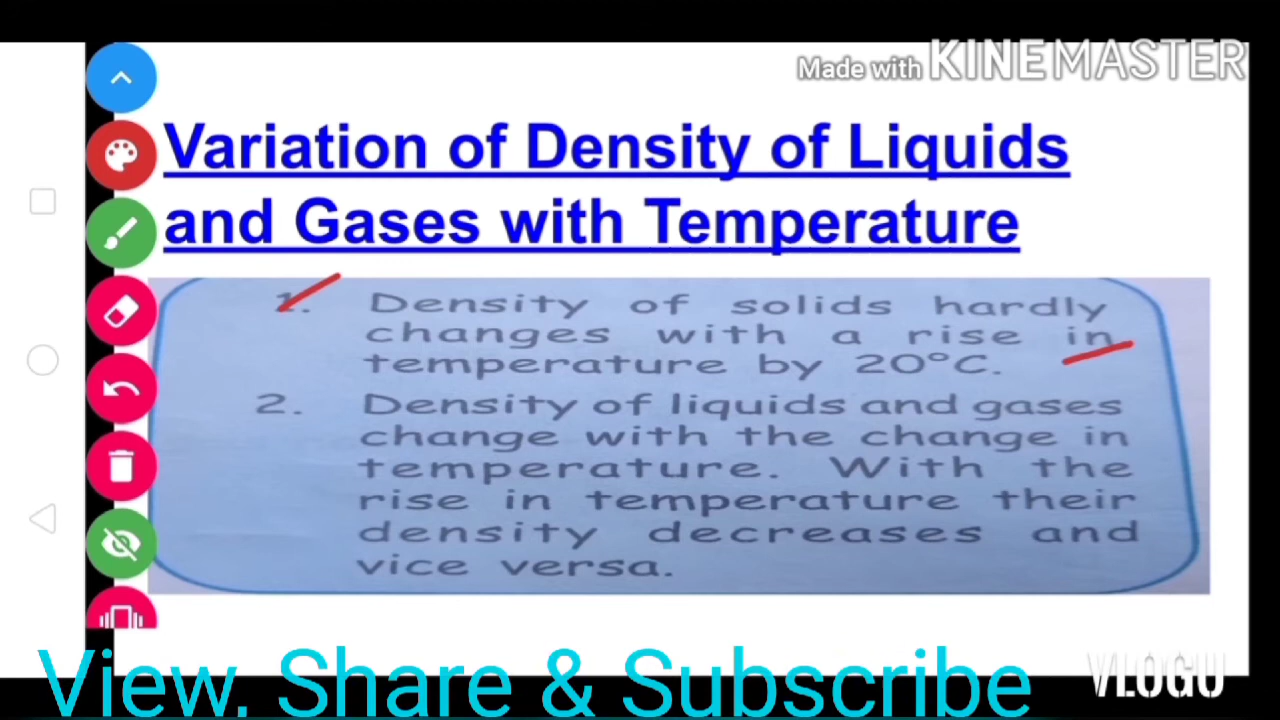 Made with KINEMASTER
Variation of Density of Liquids
and Gases with Temperature
1. Density of solids hardly
changes with a rise in
temperature by 20°C.
2. Density of liquids and gases
change with the change in
temperature. With the
rise in temperature their
density decreases and
vice versa.
View, Share & Subscribe
VLOGU